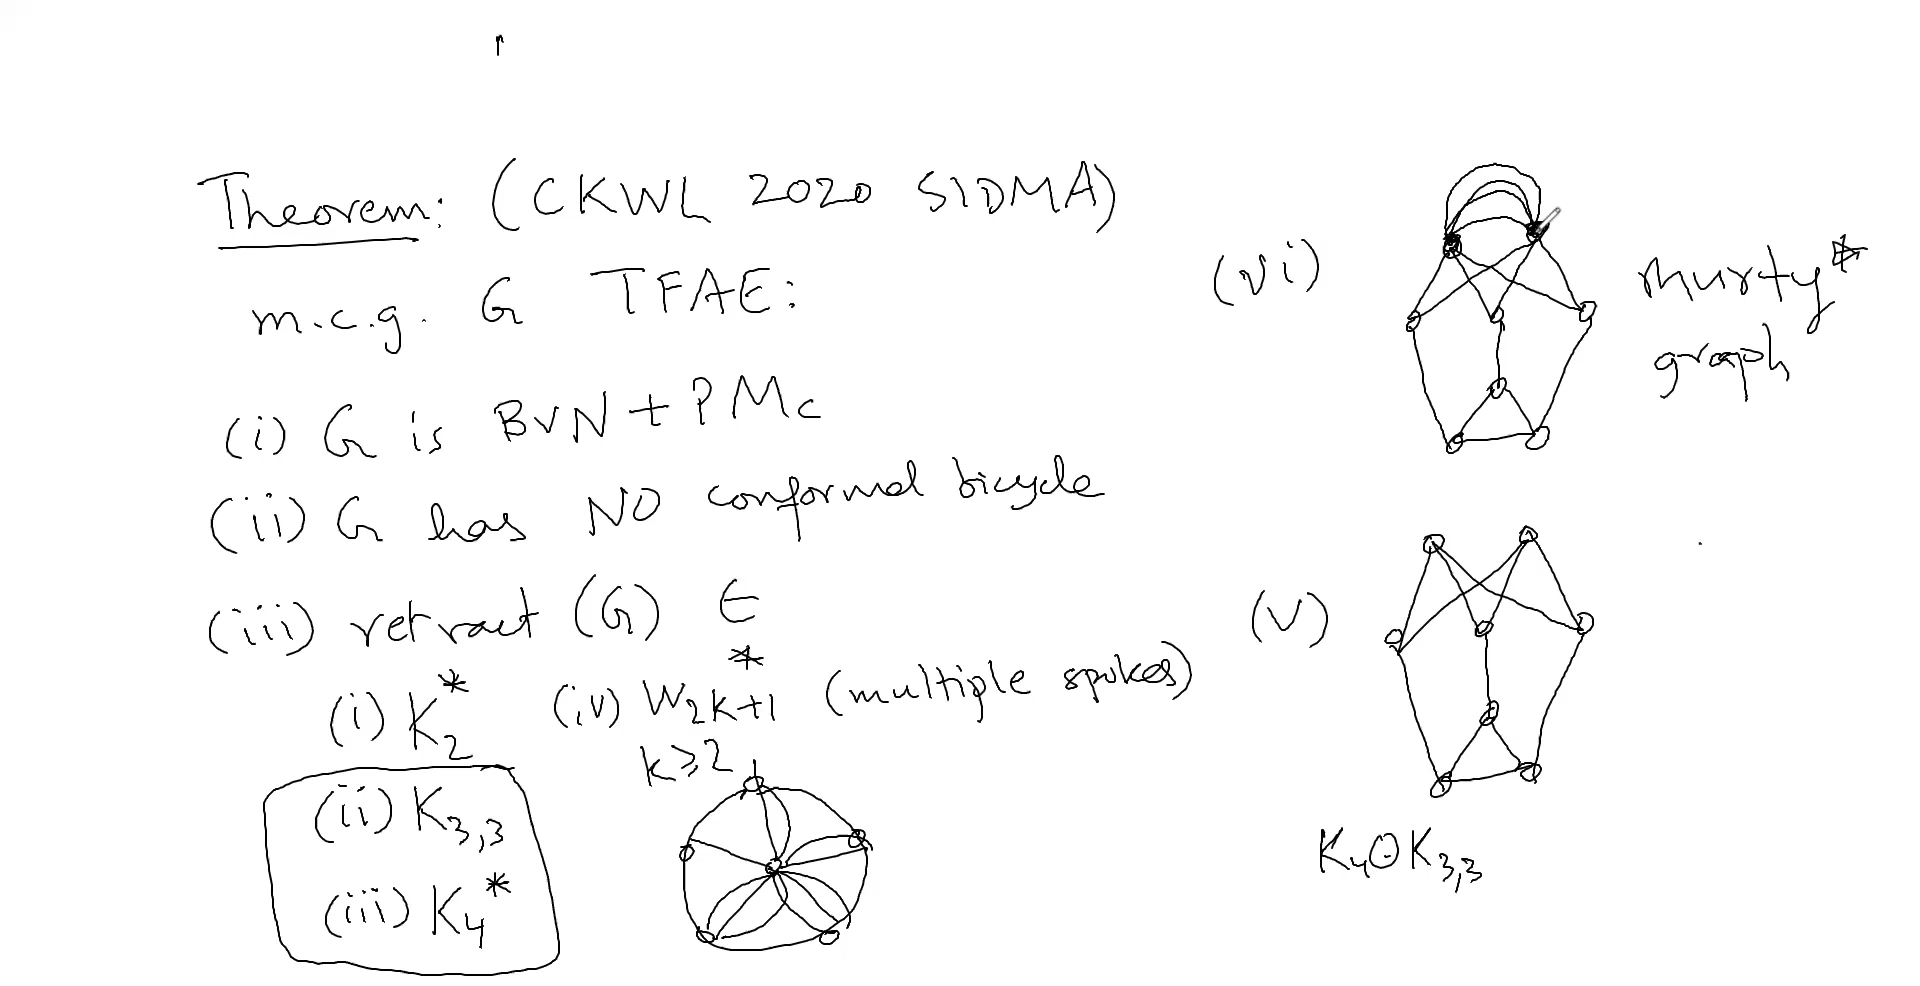 Theorem: (CKWL 2020 SIDMA)
m.c.g. G TFAE:
(i) G is BVN + PMc
(ii) G has NO conformal bicycle
(iii) retract (G) ∈
(i) K₂*
(ii) K₃,₃
(iii) K₄*
(iv) W₂ₖ₊₁* (multiple spokes)
k≥2
(v)
K₄⊙K₃,₃
(vi)
murty*
graph